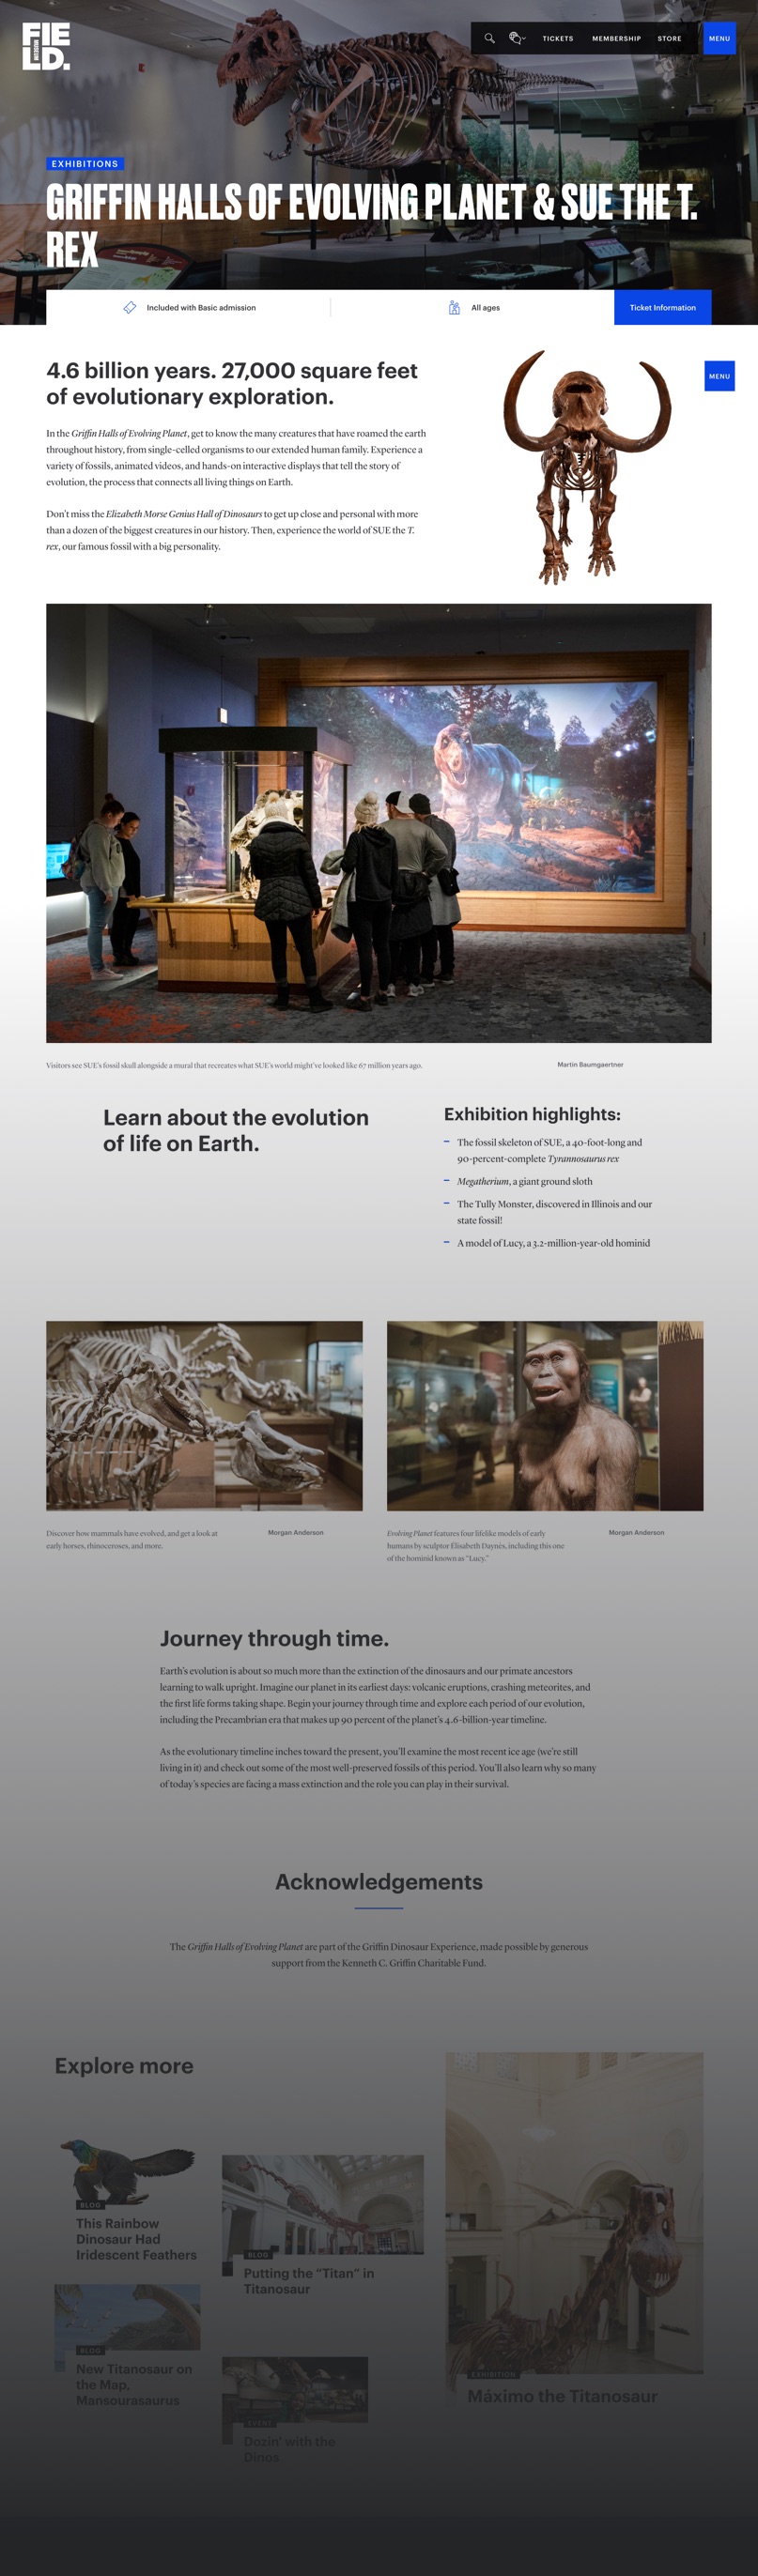 FIELD.
MUSEUM
TICKETS
MEMBERSHIP
STORE
MENU
EXHIBITIONS
GRIFFIN HALLS OF EVOLVING PLANET & SUE THE T.
REX
Included with Basic admission
All ages
Ticket Information
4.6 billion years. 27,000 square feet
of evolutionary exploration.
MENU
In the Griffin Halls of Evolving Planet, get to know the many creatures that have roamed the earth
throughout history, from single-celled organisms to our extended human family. Experience a
variety of fossils, animated videos, and hands-on interactive displays that tell the story of
evolution, the process that connects all living things on Earth.
Don't miss the Elizabeth Morse Genius Hall of Dinosaurs to get up close and personal with more
than a dozen of the biggest creatures in our history. Then, experience the world of SUE the T.
rex, our famous fossil with a big personality.
Visitors see SUE's fossil skull alongside a mural that recreates what SUE's world might've looked like 67 million years ago.
Martin Baumgaertner
Learn about the evolution
of life on Earth.
Exhibition highlights:
The fossil skeleton of SUE, a 40-foot-long and
90-percent-complete Tyrannosaurus rex
Megatherium, a giant ground sloth
The Tully Monster, discovered in Illinois and our
state fossil!
A model of Lucy, a 3.2-million-year-old hominid
Discover how mammals have evolved, and get a look at
early horses, rhinoceroses, and more.
Morgan Anderson
Evolving Planet features four lifelike models of early
humans by sculptor Élisabeth Daynès, including this one
of the hominid known as "Lucy."
Morgan Anderson
Journey through time.
Earth's evolution is about so much more than the extinction of the dinosaurs and our primate ancestors
learning to walk upright. Imagine our planet in its earliest days: volcanic eruptions, crashing meteorites, and
the first life forms taking shape. Begin your journey through time and explore each period of our evolution,
including the Precambrian era that makes up 90 percent of the planet's 4.6-billion-year timeline.
As the evolutionary timeline inches toward the present, you'll examine the most recent ice age (we're still
living in it) and check out some of the most well-preserved fossils of this period. You'll also learn why so many
of today's species are facing a mass extinction and the role you can play in their survival.
Acknowledgements
The Griffin Halls of Evolving Planet are part of the Griffin Dinosaur Experience, made possible by generous
support from the Kenneth C. Griffin Charitable Fund.
Explore more
BLOG
This Rainbow
Dinosaur Had
Iridescent Feathers
BLOG
Putting the "Titan" in
Titanosaur
BLOG
New Titanosaur on
the Map,
Mansourasaurus
EVENT
Dozin' with the
Dinos
EXHIBITION
Máximo the Titanosaur